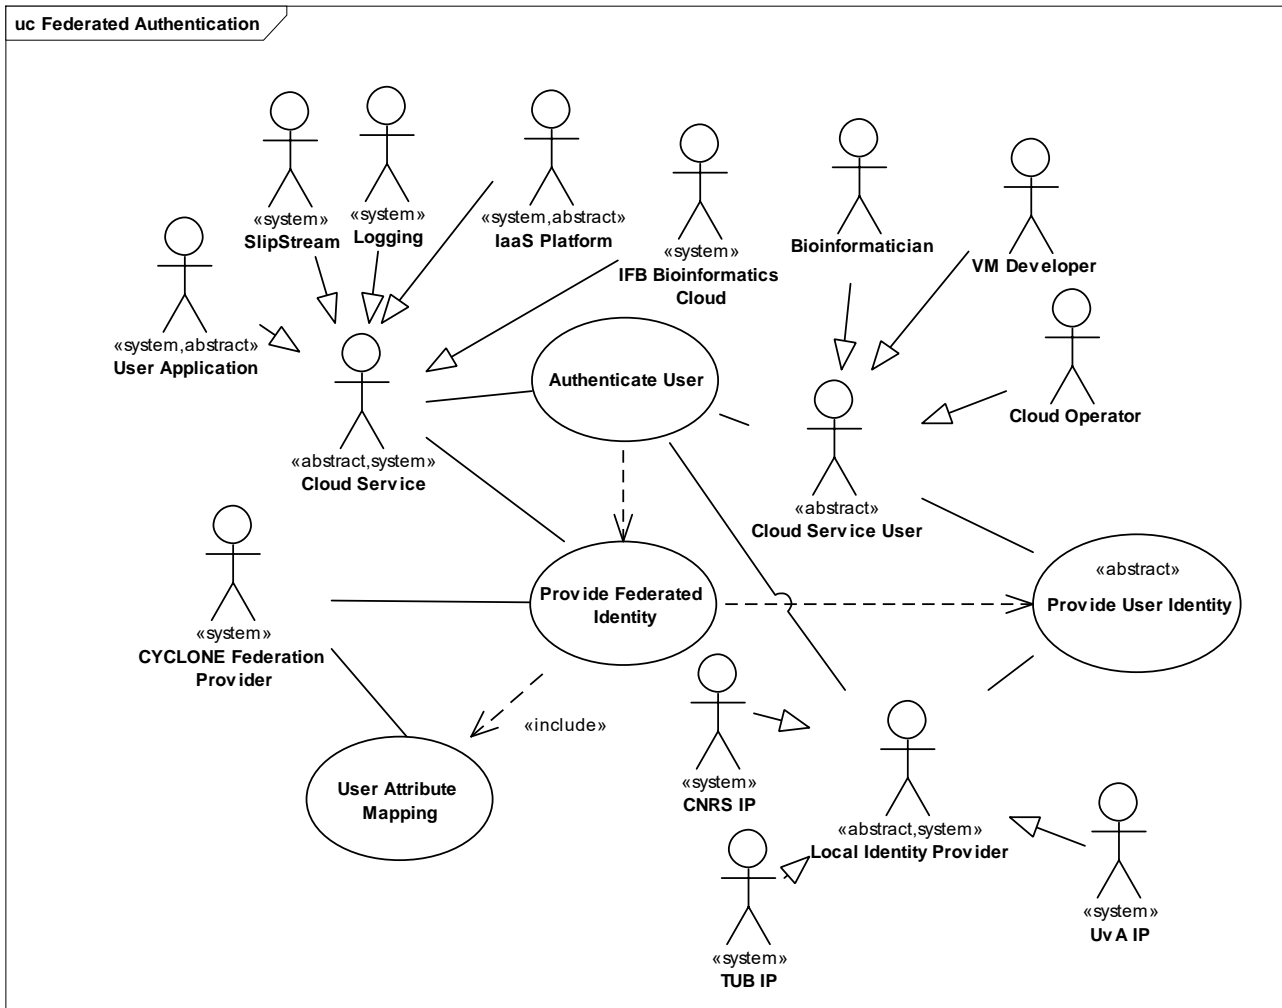 uc Federated Authentication
«system»
SlipStream
«system»
Logging
«system,abstract»
IaaS Platform
«system»
IFB Bioinformatics
Cloud
Bioinformatician
VM Developer
«system,abstract»
User Application
Cloud Operator
Authenticate User
«abstract,system»
Cloud Service
«abstract»
Cloud Service User
«system»
CYCLONE Federation
Provider
Provide Federated
Identity
«abstract»
Provide User Identity
«include»
User Attribute
Mapping
«system»
CNRS IP
«abstract,system»
Local Identity Provider
«system»
TUB IP
«system»
UvA IP